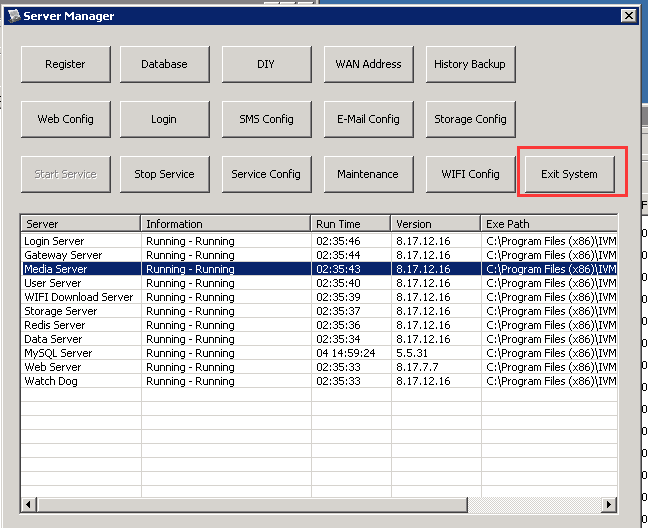 Server Manager
Register Database DIY WAN Address History Backup
Web Config Login SMS Config E-Mail Config Storage Config
Start Service Stop Service Service Config Maintenance WIFI Config Exit System
Server Information Run Time Version Exe Path
Login Server Running - Running 02:35:46 8.17.12.16 C:\Program Files (x86)\IVM
Gateway Server Running - Running 02:35:44 8.17.12.16 C:\Program Files (x86)\IVM
Media Server Running - Running 02:35:43 8.17.12.16 C:\Program Files (x86)\IVM
User Server Running - Running 02:35:40 8.17.12.16 C:\Program Files (x86)\IVM
WIFI Download Server Running - Running 02:35:39 8.17.12.16 C:\Program Files (x86)\IVM
Storage Server Running - Running 02:35:37 8.17.12.16 C:\Program Files (x86)\IVM
Redis Server Running - Running 02:35:36 8.17.12.16 C:\Program Files (x86)\IVM
Data Server Running - Running 02:35:34 8.17.12.16 C:\Program Files (x86)\IVM
MySQL Server Running - Running 04 14:59:24 5.5.31 C:\Program Files (x86)\IVM
Web Server Running - Running 02:35:33 8.17.7.7 C:\Program Files (x86)\IVM
Watch Dog Running - Running 02:35:33 8.17.12.16 C:\Program Files (x86)\IVM